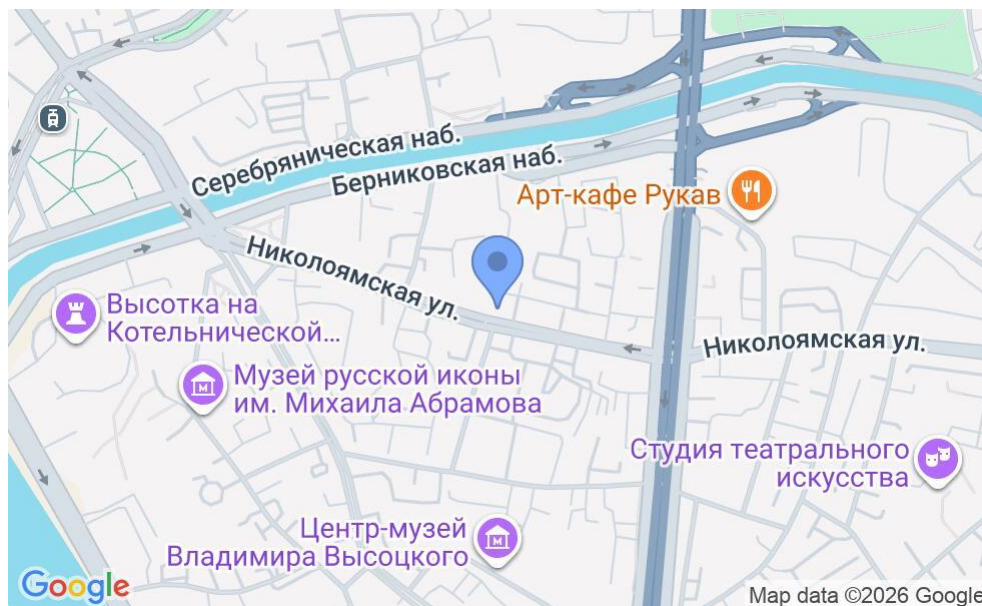 Серебряническая наб.
Берниковская наб.
Арт-кафе Рукав
Николоямская ул.
Высотка на
Котельнической...
Николоямская ул.
Музей русской иконы
им. Михаила Абрамова
Студия театрального
искусства
Центр-музей
Владимира Высоцкого
Google
Map data ©2026 Google